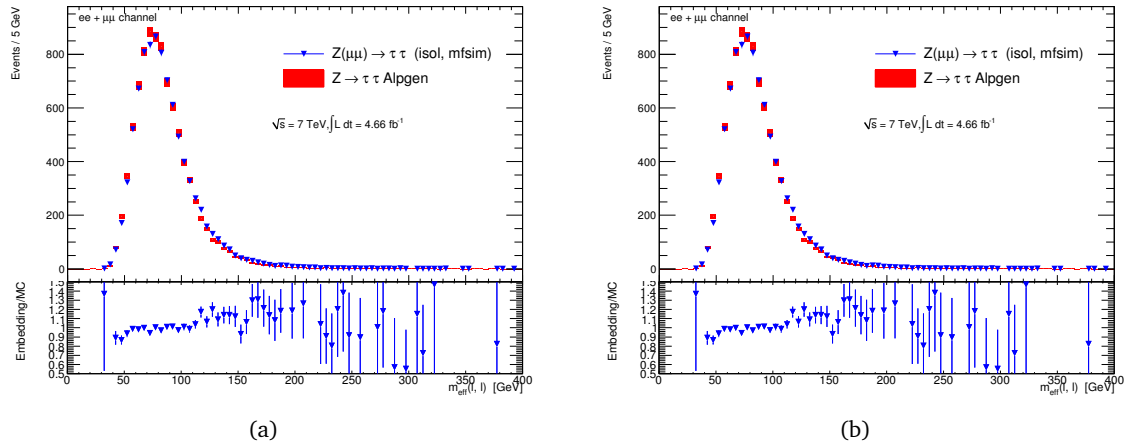 ee + μμ channel
Events / 5 GeV
800
600
400
200
0
Z(μμ) → τ τ (isol, mfsim)
Z → τ τ Alpgen
√s = 7 TeV,∫L dt = 4.66 fb⁻¹
Embedding/MC
1.5
1.4
1.3
1.2
1.1
1
0.9
0.8
0.7
0.6
0.5
0 50 100 150 200 250 300 350 400
m_eff(l, l) [GeV]
(a)
ee + μμ channel
Events / 5 GeV
800
600
400
200
0
Z(μμ) → τ τ (isol, mfsim)
Z → τ τ Alpgen
√s = 7 TeV,∫L dt = 4.66 fb⁻¹
Embedding/MC
1.5
1.4
1.3
1.2
1.1
1
0.9
0.8
0.7
0.6
0.5
0 50 100 150 200 250 300 350 400
m_eff(l, l) [GeV]
(b)